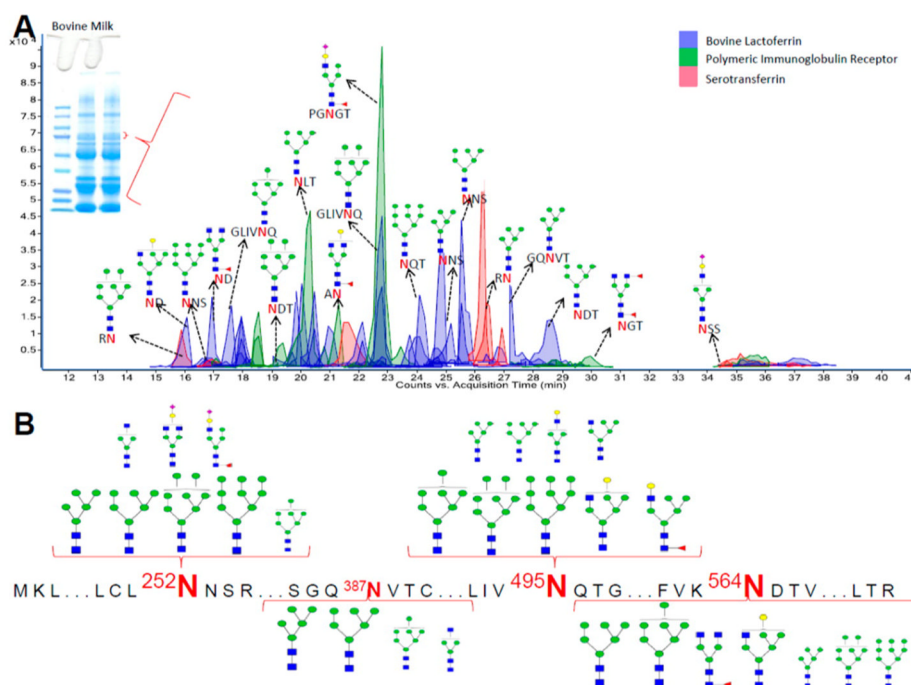 A
Bovine Milk
Bovine Lactoferrin
Polymeric Immunoglobulin Receptor
Serotransferrin
9
8.5
8
7.5
7
6.5
6
5.5
5
4.5
4
3.5
3
2.5
2
1.5
1
0.5
PGNGT
NLT
GLIVNQ
GLIVNQ
NNS
NQT
NNS
RN
GQNVT
NDT
NGT
NSS
ND
ND
NNS
RN
NDT
AN
12 13 14 15 16 17 18 19 20 21 22 23 24 25 26 27 28 29 30 31 32 33 34 35 36 37 38 39 40
Counts vs. Acquisition Time (min)
B
MKL...LCL 252N NSR...SGQ 387N VTC...LIV 495N QTG...FVK 564N DTV...LTR